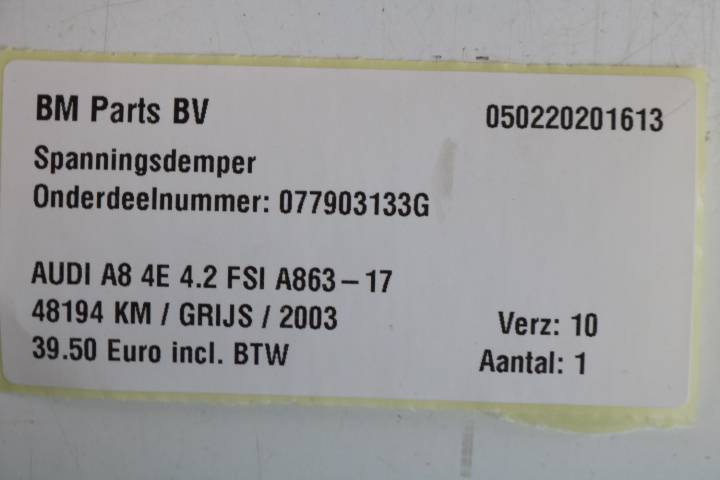 BM Parts BV 050220201613
Spanningsdemper
Onderdeelnummer: 077903133G
AUDI A8 4E 4.2 FSI A863-17
48194 KM / GRIJS / 2003 Verz: 10
39.50 Euro incl. BTW Aantal: 1